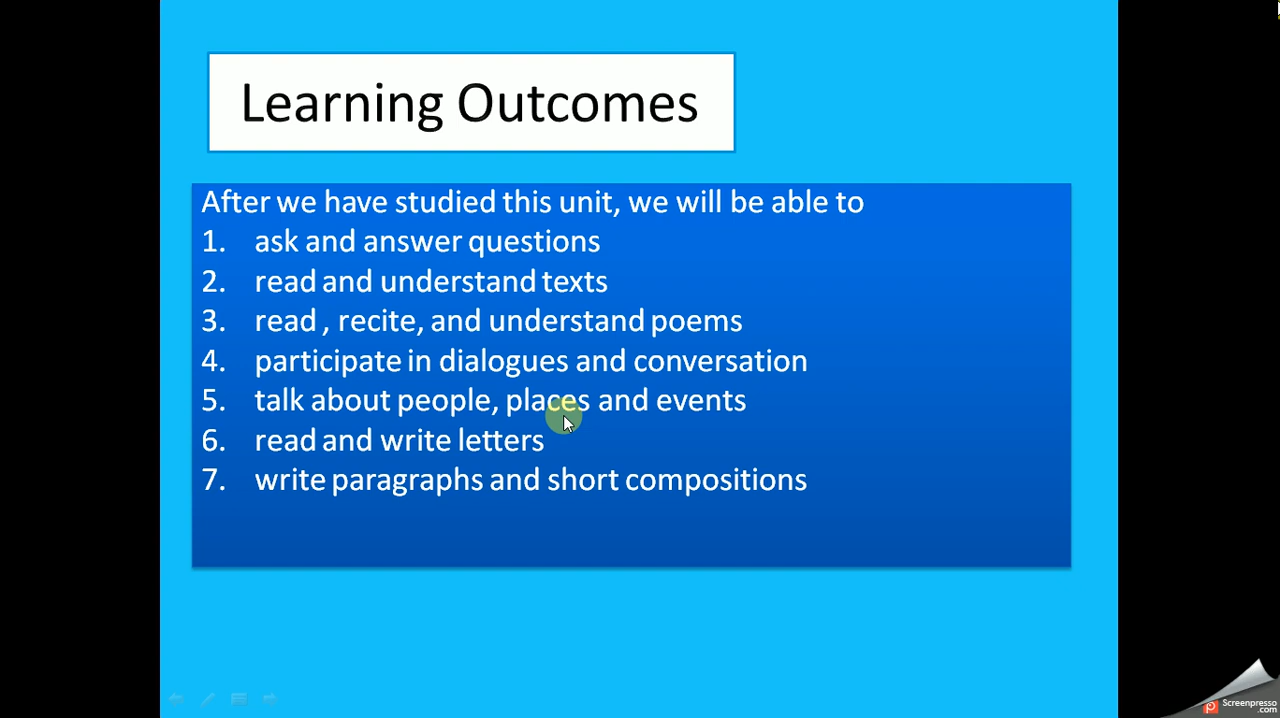 Learning Outcomes
After we have studied this unit, we will be able to
1. ask and answer questions
2. read and understand texts
3. read , recite, and understand poems
4. participate in dialogues and conversation
5. talk about people, places and events
6. read and write letters
7. write paragraphs and short compositions
Screenpresso
.com